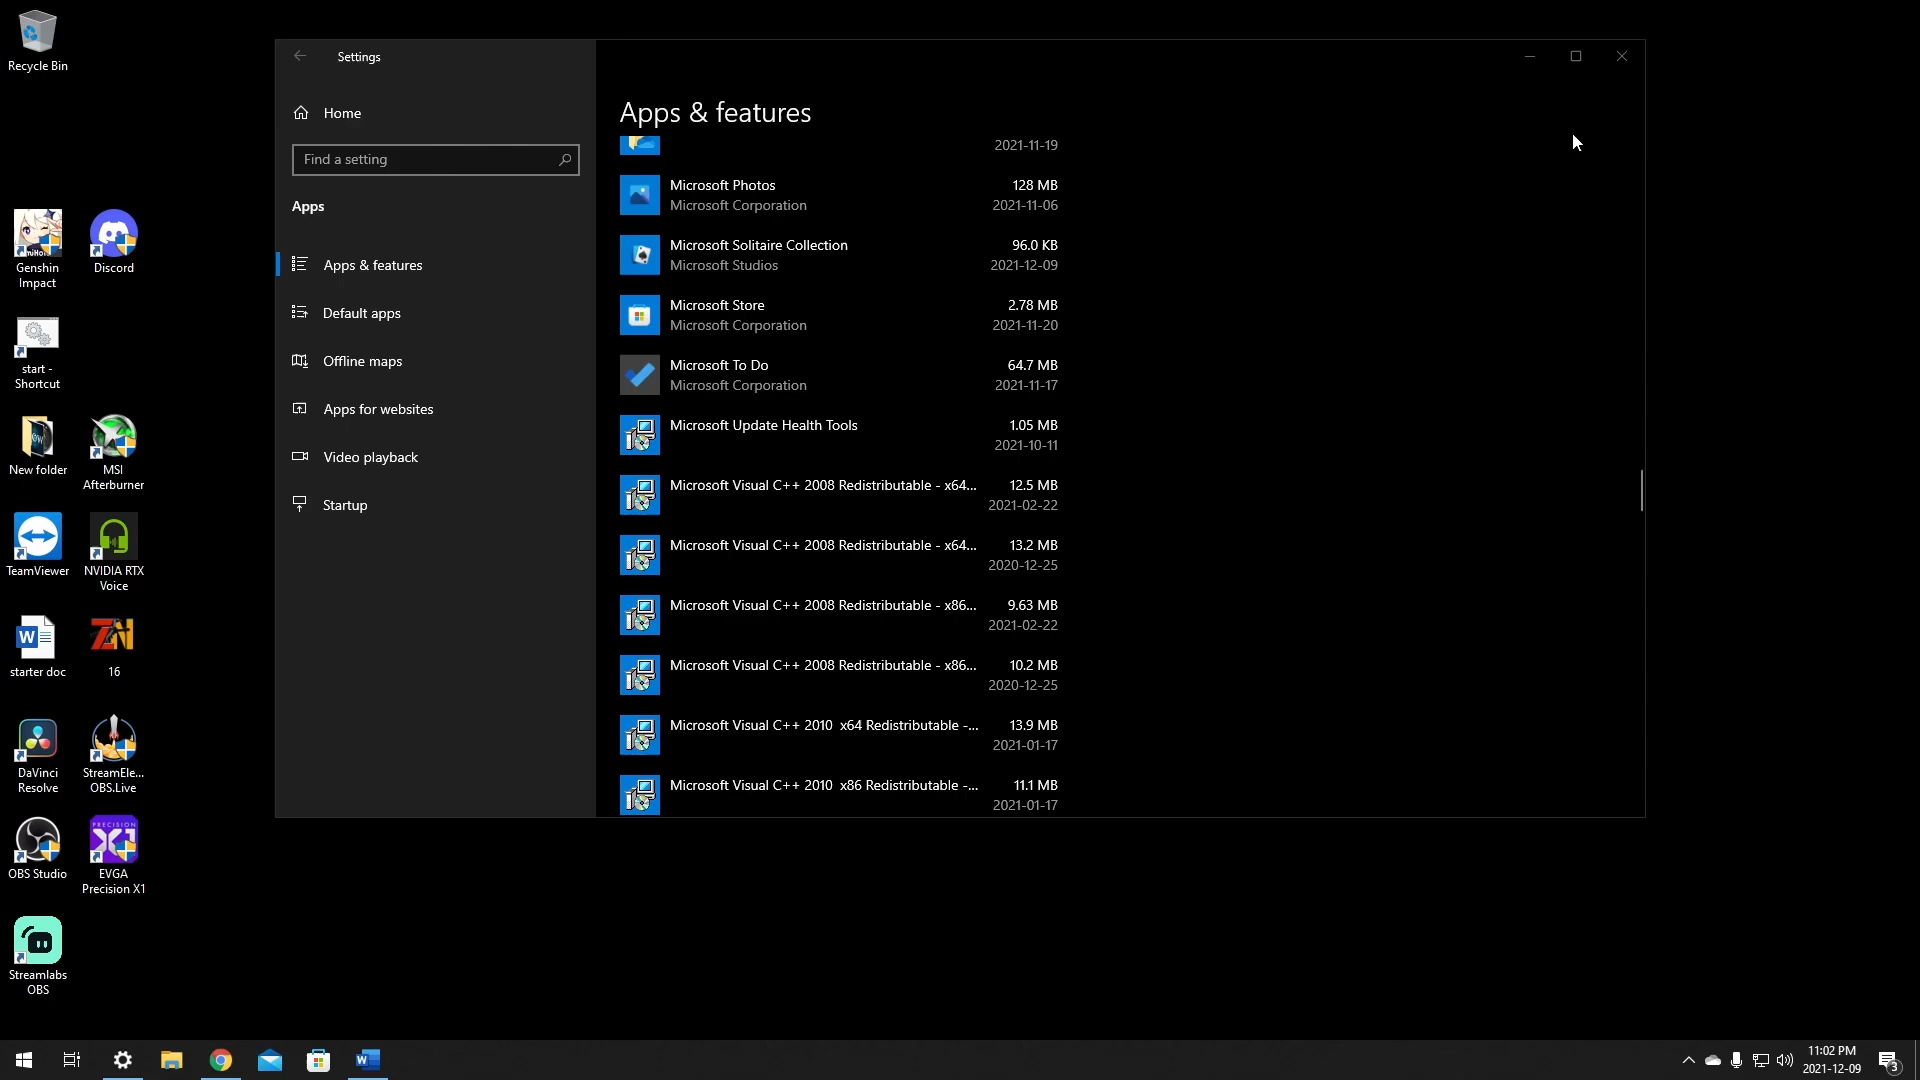 Recycle Bin
Genshin
Impact
Discord
start -
Shortcut
New folder
MSI
Afterburner
TeamViewer
NVIDIA RTX
Voice
starter doc
16
DaVinci
Resolve
StreamEle...
OBS.Live
OBS Studio
PRECISION
X1
EVGA
Precision X1
Streamlabs
OBS
Settings
Home
Find a setting
Apps
Apps & features
Default apps
Offline maps
Apps for websites
Video playback
Startup
Apps & features
2021-11-19
Microsoft Photos 128 MB
Microsoft Corporation 2021-11-06
Microsoft Solitaire Collection 96.0 KB
Microsoft Studios 2021-12-09
Microsoft Store 2.78 MB
Microsoft Corporation 2021-11-20
Microsoft To Do 64.7 MB
Microsoft Corporation 2021-11-17
Microsoft Update Health Tools 1.05 MB
2021-10-11
Microsoft Visual C++ 2008 Redistributable - x64... 12.5 MB
2021-02-22
Microsoft Visual C++ 2008 Redistributable - x64... 13.2 MB
2020-12-25
Microsoft Visual C++ 2008 Redistributable - x86... 9.63 MB
2021-02-22
Microsoft Visual C++ 2008 Redistributable - x86... 10.2 MB
2020-12-25
Microsoft Visual C++ 2010  x64 Redistributable -... 13.9 MB
2021-01-17
Microsoft Visual C++ 2010  x86 Redistributable -... 11.1 MB
2021-01-17
11:02 PM
2021-12-09
3